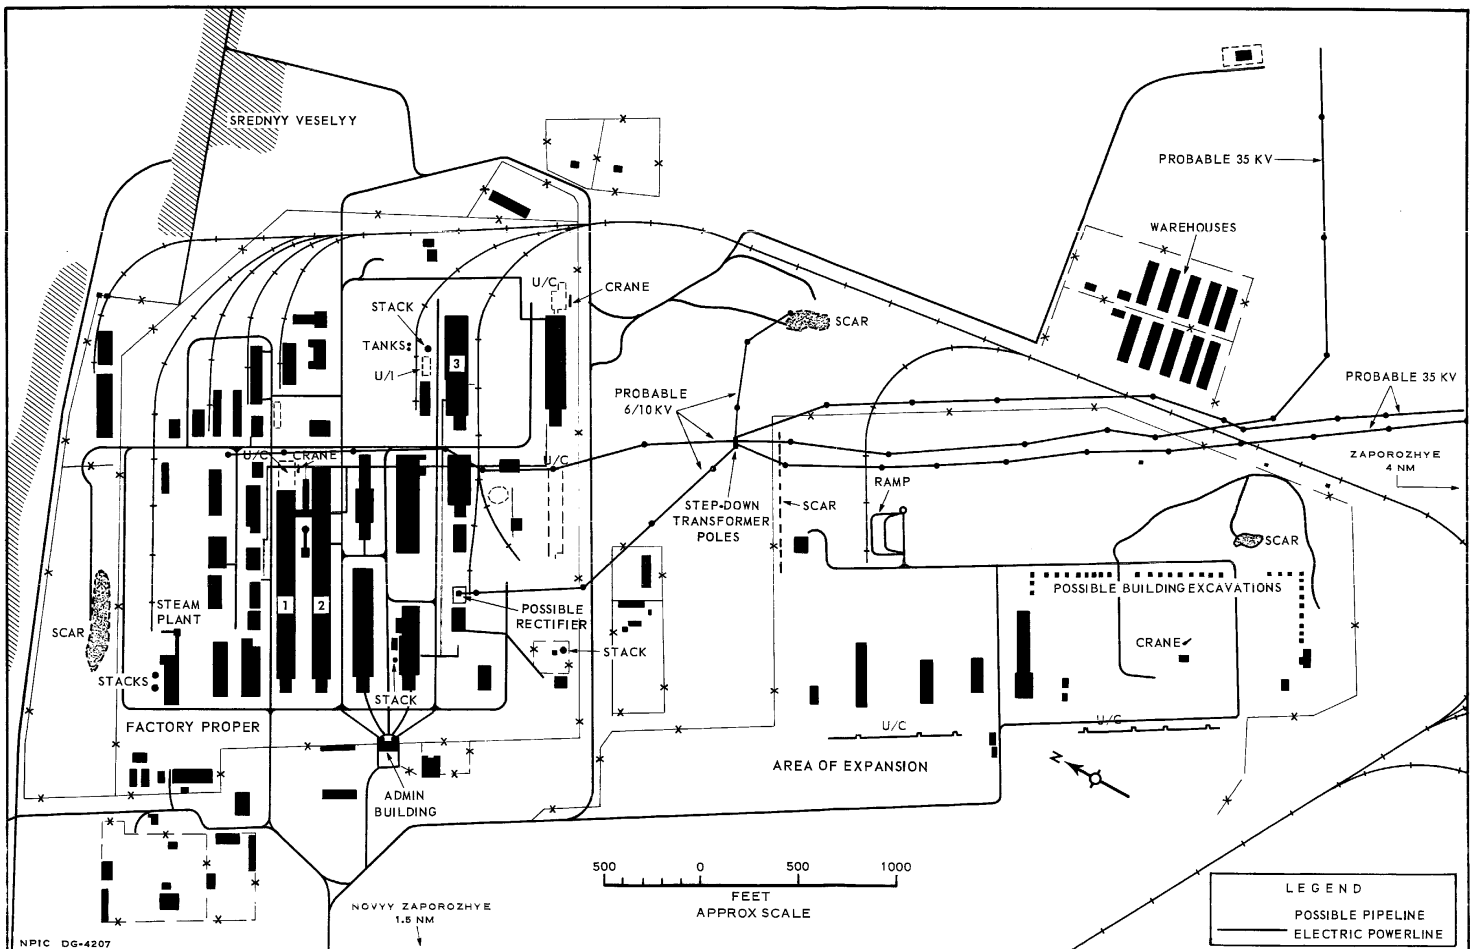 SREDNYY VESELYY
PROBABLE 35 KV
WAREHOUSES
U/C
CRANE
STACK
TANKS
U/I
3
SCAR
PROBABLE
6/10 KV
PROBABLE 35 KV
ZAPOROZHYE
4 NM
U/C
CRANE
U/C
RAMP
SCAR
STEP-DOWN
TRANSFORMER
POLES
SCAR
POSSIBLE BUILDING EXCAVATIONS
1
2
STEAM
PLANT
POSSIBLE
RECTIFIER
SCAR
STACK
CRANE
STACKS
STACK
FACTORY PROPER
U/C
U/C
AREA OF EXPANSION
N
ADMIN
BUILDING
500
0
500
1000
FEET
APPROX SCALE
LEGEND
POSSIBLE PIPELINE
ELECTRIC POWERLINE
NOVYY ZAPOROZHYE
1.5 NM
NPIC DG-4207